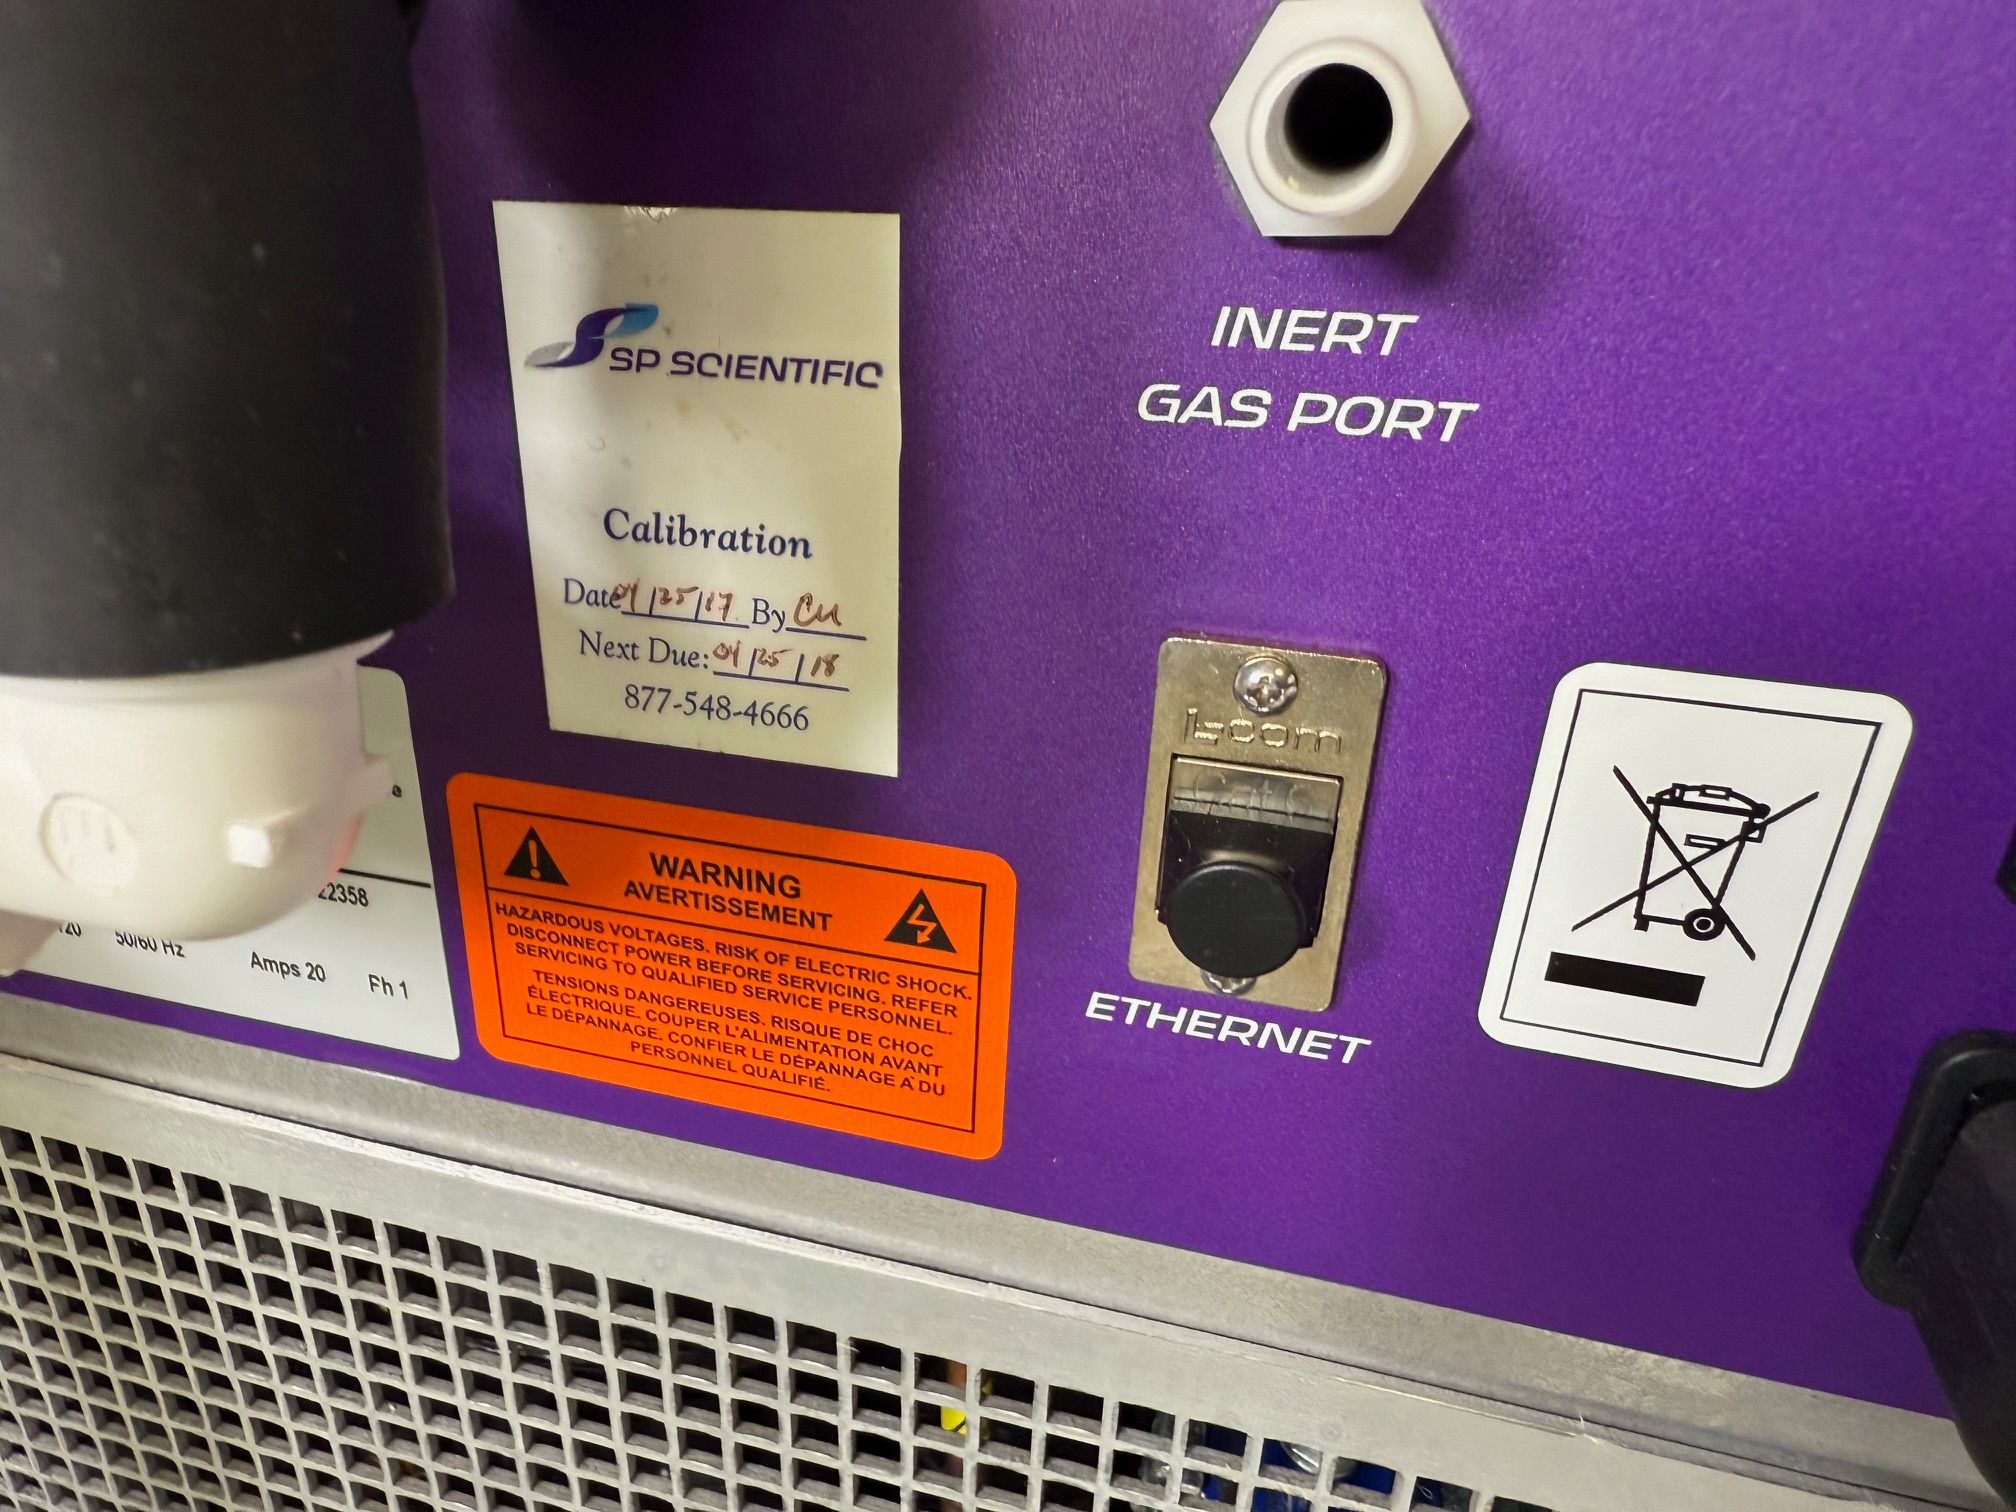 INERT
GAS PORT
SP SCIENTIFIC
Calibration
Date 04/25/17 By
Next Due: 04/25/18
877-548-4666
L-com
22358
50/60 Hz
Amps 20
Ph 1
WARNING
AVERTISSEMENT
HAZARDOUS VOLTAGES. RISK OF ELECTRIC SHOCK.
DISCONNECT POWER BEFORE SERVICING. REFER
SERVICING TO QUALIFIED SERVICE PERSONNEL.
TENSIONS DANGEREUSES. RISQUE DE CHOC
ÉLECTRIQUE. COUPER L'ALIMENTATION AVANT
LE DÉPANNAGE. CONFIER LE DÉPANNAGE À DU
PERSONNEL QUALIFIÉ.
ETHERNET